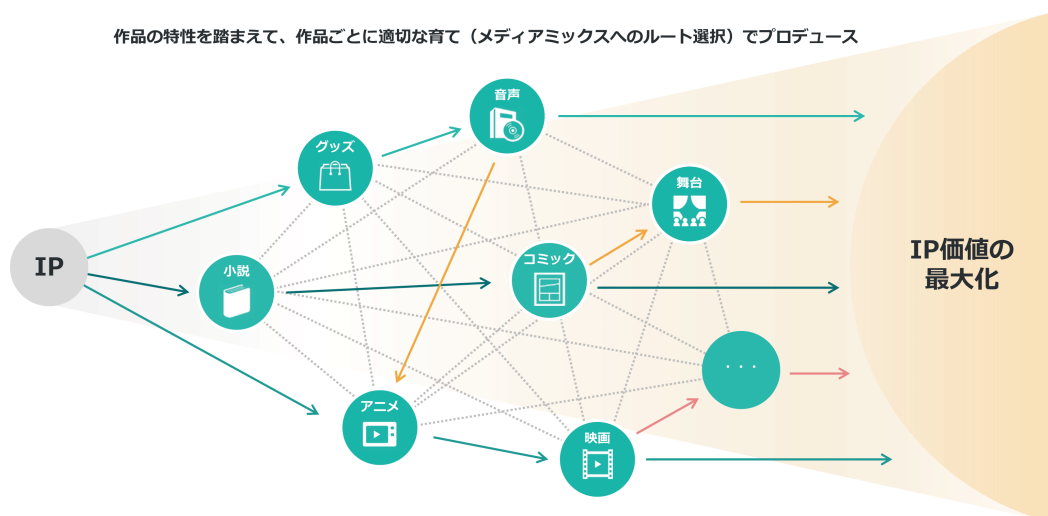 作品の特性を踏まえて、作品ごとに適切な育て（メディアミックスへのルート選択）でプロデュース
音声
グッズ
舞台
IP
小説
コミック
IP価値の
最大化
・・・
アニメ
映画